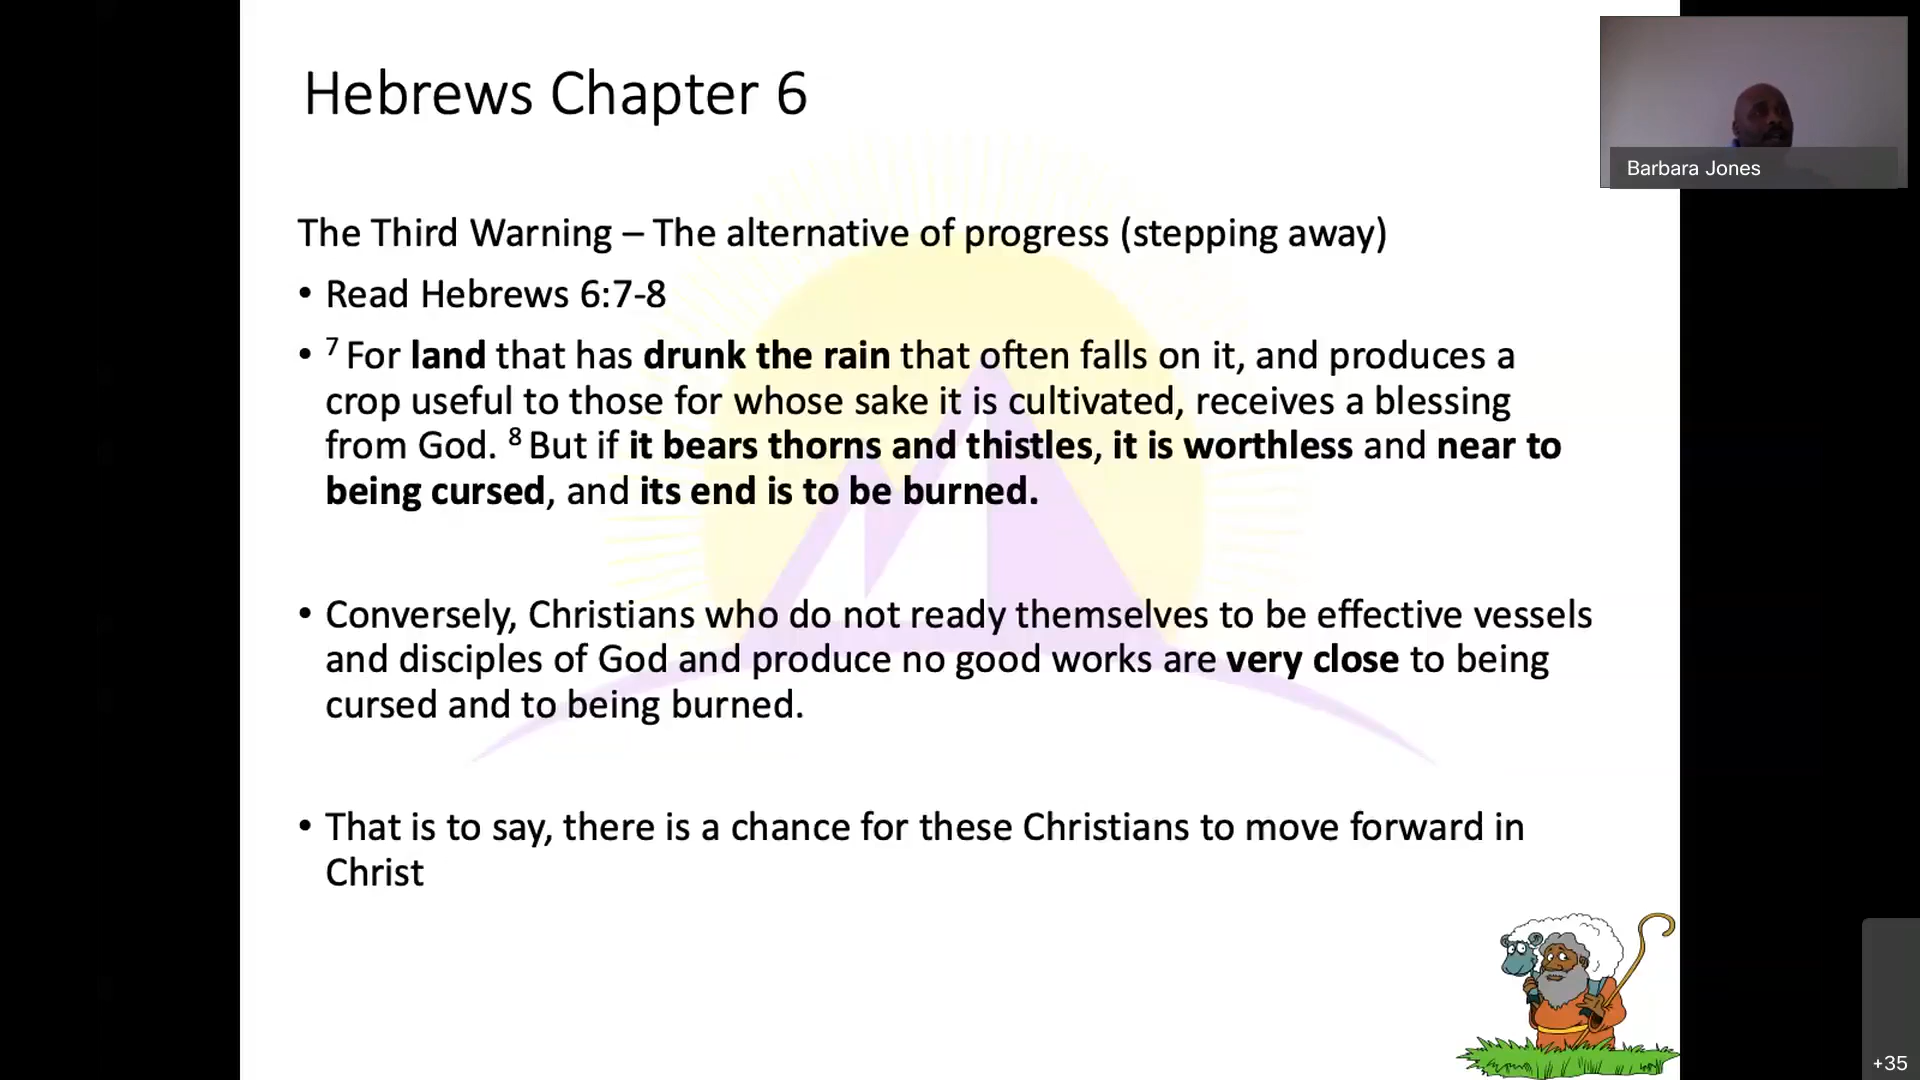 Hebrews Chapter 6
Barbara Jones
The Third Warning – The alternative of progress (stepping away)
• Read Hebrews 6:7-8
• ⁷ For land that has drunk the rain that often falls on it, and produces a
crop useful to those for whose sake it is cultivated, receives a blessing
from God. ⁸ But if it bears thorns and thistles, it is worthless and near to
being cursed, and its end is to be burned.
• Conversely, Christians who do not ready themselves to be effective vessels
and disciples of God and produce no good works are very close to being
cursed and to being burned.
• That is to say, there is a chance for these Christians to move forward in
Christ
+35